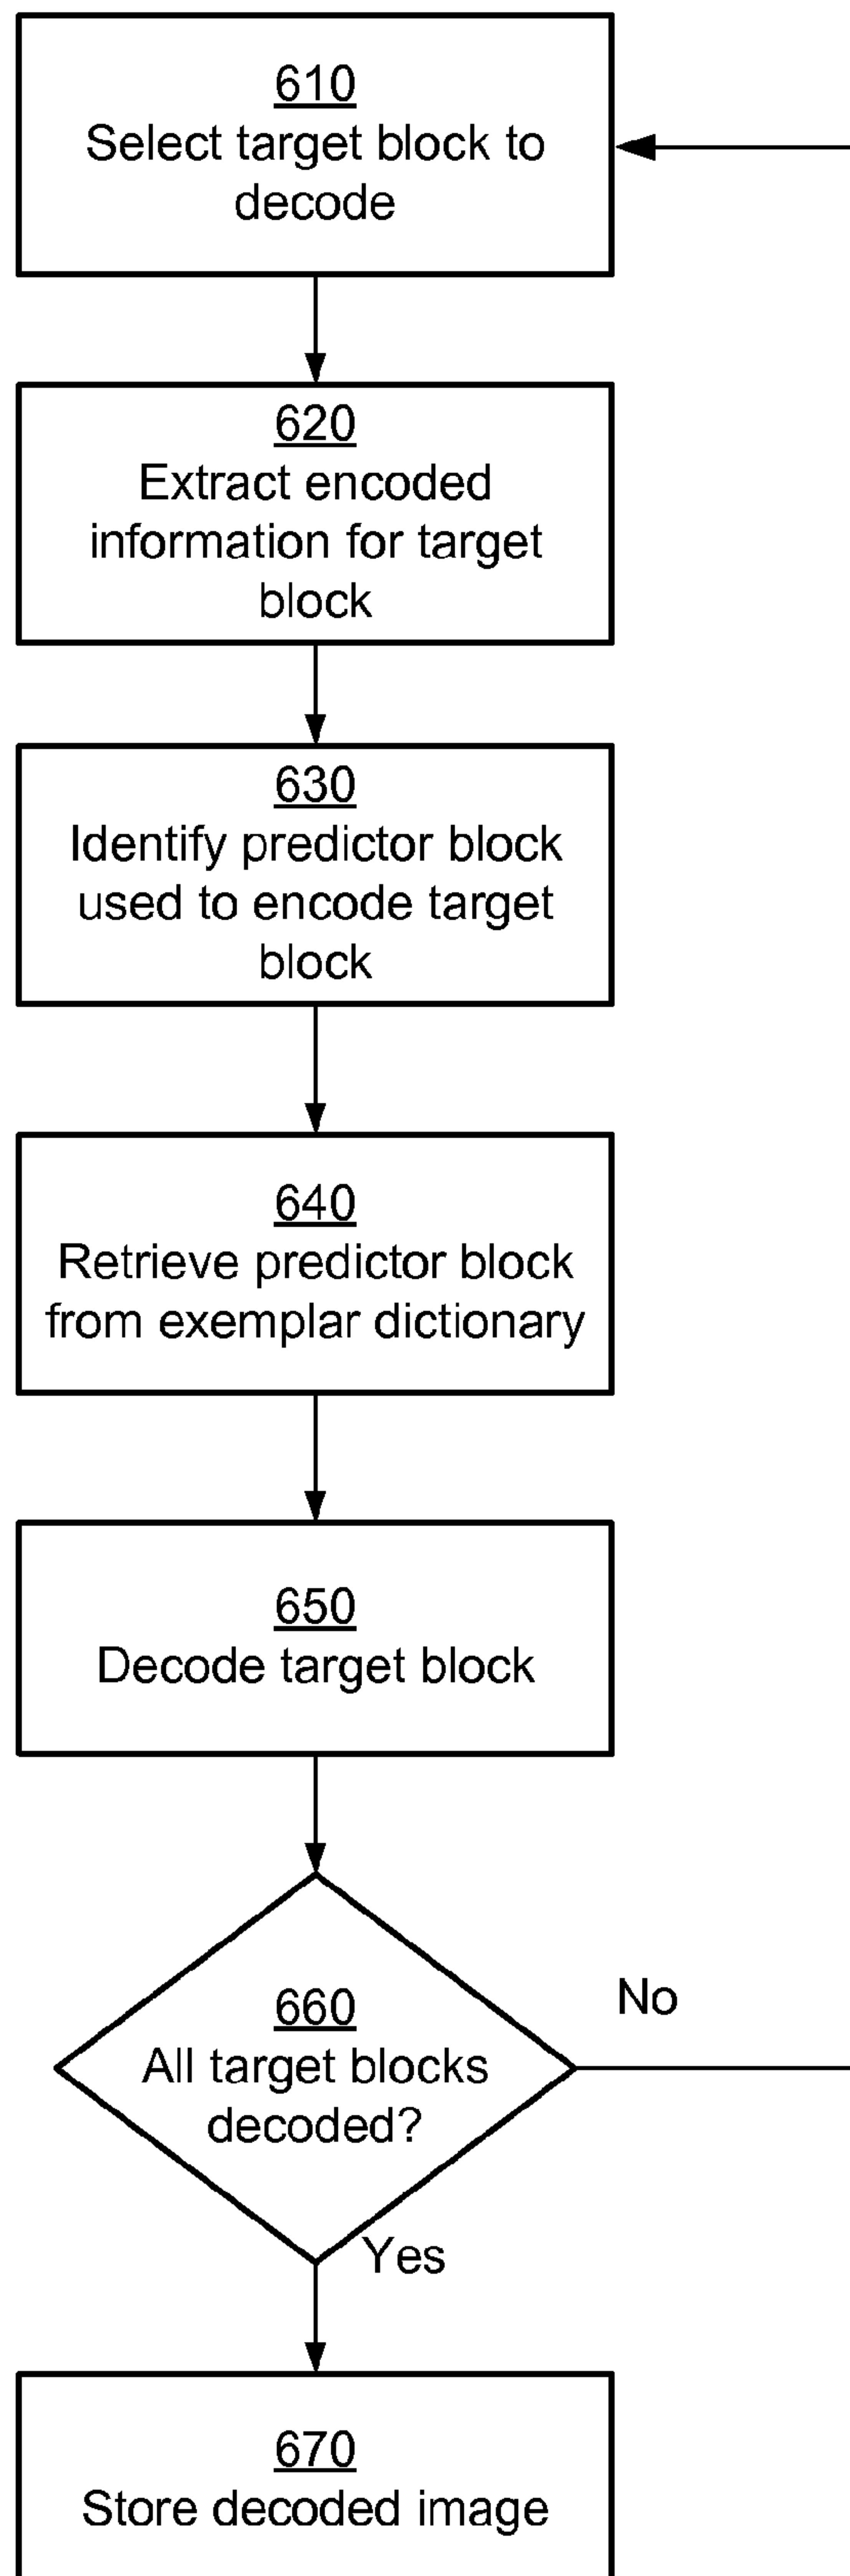 610
Select target block to
decode
620
Extract encoded
information for target
block
630
Identify predictor block
used to encode target
block
640
Retrieve predictor block
from exemplar dictionary
650
Decode target block
660
All target blocks
decoded?
No
Yes
670
Store decoded image